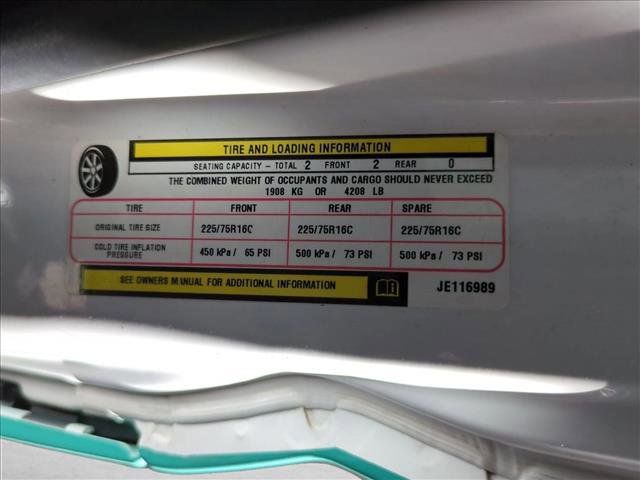 TIRE AND LOADING INFORMATION
SEATING CAPACITY - TOTAL 2 FRONT 2 REAR 0
THE COMBINED WEIGHT OF OCCUPANTS AND CARGO SHOULD NEVER EXCEED
1908 KG OR 4208 LB
TIRE FRONT REAR SPARE
ORIGINAL TIRE SIZE 225/75R16C 225/75R16C 225/75R16C
COLD TIRE INFLATION PRESSURE 450 kPa / 65 PSI 500 kPa / 73 PSI 500 kPa / 73 PSI
SEE OWNERS MANUAL FOR ADDITIONAL INFORMATION JE116989